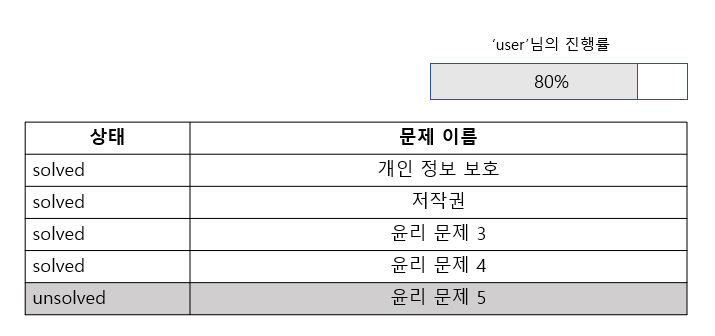 ‘user’님의 진행률
80%
상태 문제 이름
solved 개인 정보 보호
solved 저작권
solved 윤리 문제 3
solved 윤리 문제 4
unsolved 윤리 문제 5